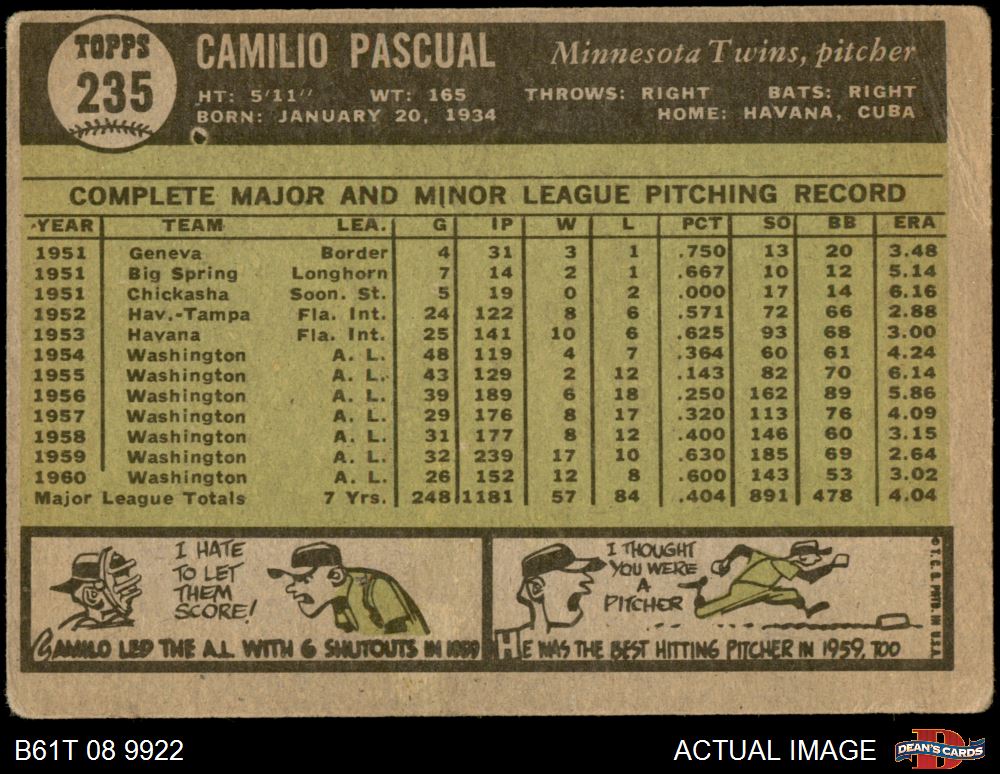 TOPPS
235
CAMILIO PASCUAL
Minnesota Twins, pitcher
HT: 5'11" WT: 165 THROWS: RIGHT BATS: RIGHT
BORN: JANUARY 20, 1934 HOME: HAVANA, CUBA
COMPLETE MAJOR AND MINOR LEAGUE PITCHING RECORD
YEAR TEAM LEA. G IP W L PCT SO BB ERA
1951 Geneva Border 4 31 3 1 .750 13 20 3.48
1951 Big Spring Longhorn 7 14 2 1 .667 10 12 5.14
1951 Chickasha Soon. St. 5 19 0 2 .000 17 14 6.16
1952 Hav.-Tampa Fla. Int. 24 122 8 6 .571 72 66 2.88
1953 Havana Fla. Int. 25 141 10 6 .625 93 68 3.00
1954 Washington A. L. 48 119 4 7 .364 60 61 4.24
1955 Washington A. L. 43 129 2 12 .143 82 70 6.14
1956 Washington A. L. 39 189 6 18 .250 162 89 5.86
1957 Washington A. L. 29 176 8 17 .320 113 76 4.09
1958 Washington A. L. 31 177 8 12 .400 146 60 3.15
1959 Washington A. L. 32 239 17 10 .630 185 69 2.64
1960 Washington A. L. 26 152 12 8 .600 143 53 3.02
Major League Totals 7 Yrs. 248 1181 57 84 .404 891 478 4.04
I HATE
TO LET
THEM
SCORE!
CAMILO LED THE A.L. WITH 6 SHUTOUTS IN 1959
I THOUGHT
YOU WERE
A
PITCHER
HE WAS THE BEST HITTING PITCHER IN 1959, TOO
© T. C. G. PRTD. IN U.S.A.
B61T 08 9922
ACTUAL IMAGE
DEAN'S CARDS